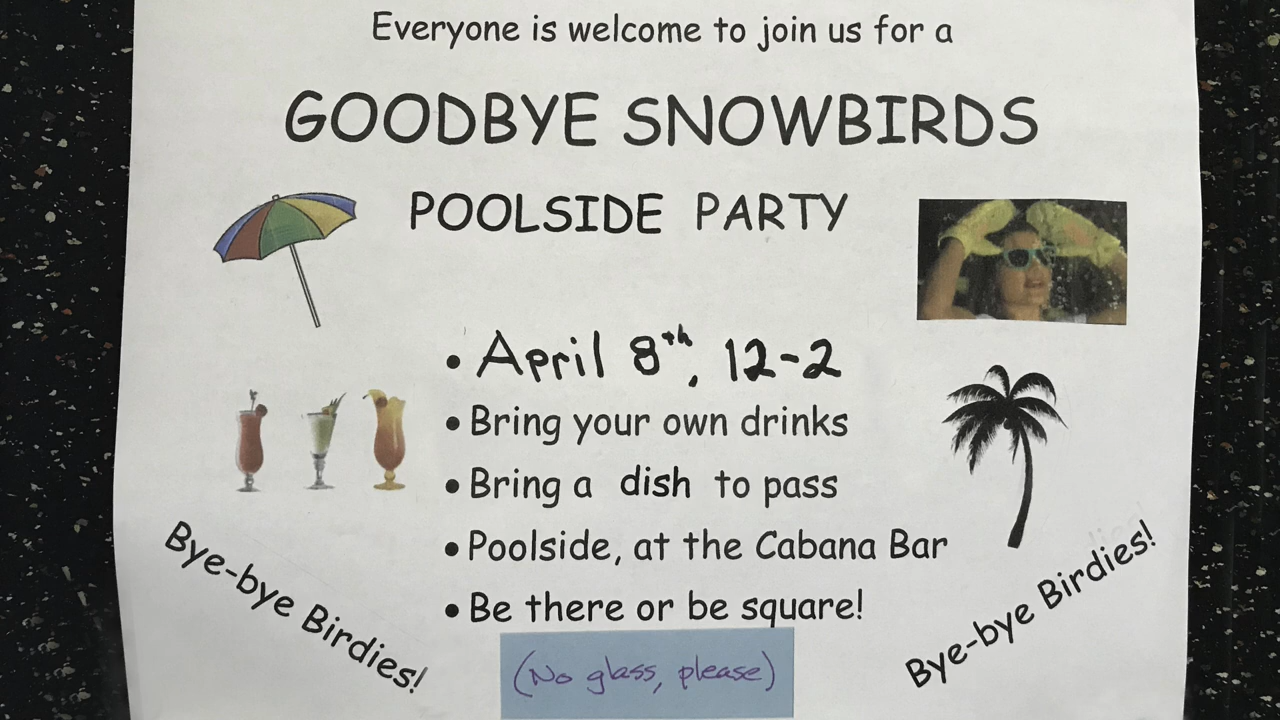 Everyone is welcome to join us for a
GOODBYE SNOWBIRDS
POOLSIDE PARTY
• April 8th, 12-2
• Bring your own drinks
• Bring a dish to pass
• Poolside, at the Cabana Bar
• Be there or be square!
Bye-bye Birdies!
Bye-bye Birdies!
(No glass, please)